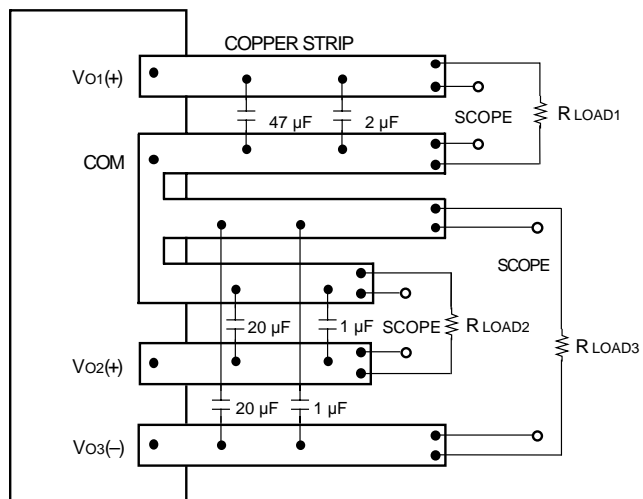 COPPER STRIP
VO1(+)
47 µF
2 µF
SCOPE
R LOAD1
COM
SCOPE
20 µF
1 µF
SCOPE
R LOAD2
R LOAD3
VO2(+)
20 µF
1 µF
VO3(–)